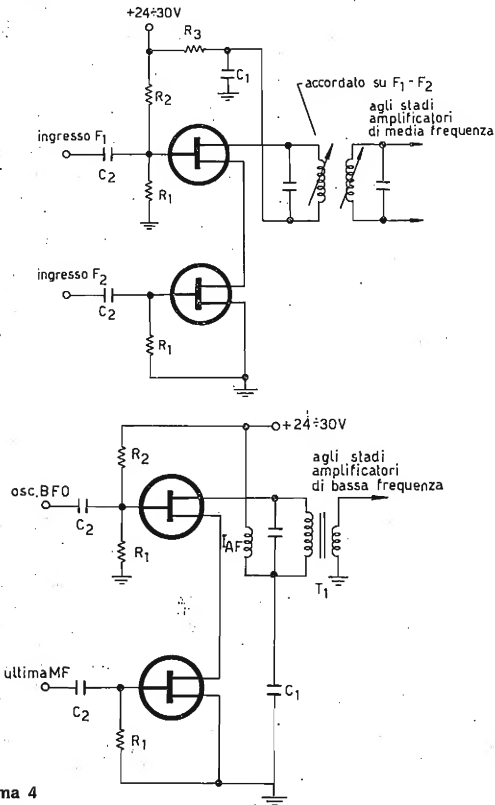 +24÷30V
R3
C1
accordato su F1-F2
R2
agli stadi
amplificatori
di media frequenza
ingresso F1
C2
R1
ingresso F2
C2
R1
+24÷30V
R2
agli stadi
amplificatori
di bassa frequenza
osc.BFO
C2
R1
IAF
T1
ultima MF
C2
R1
C1
ma 4